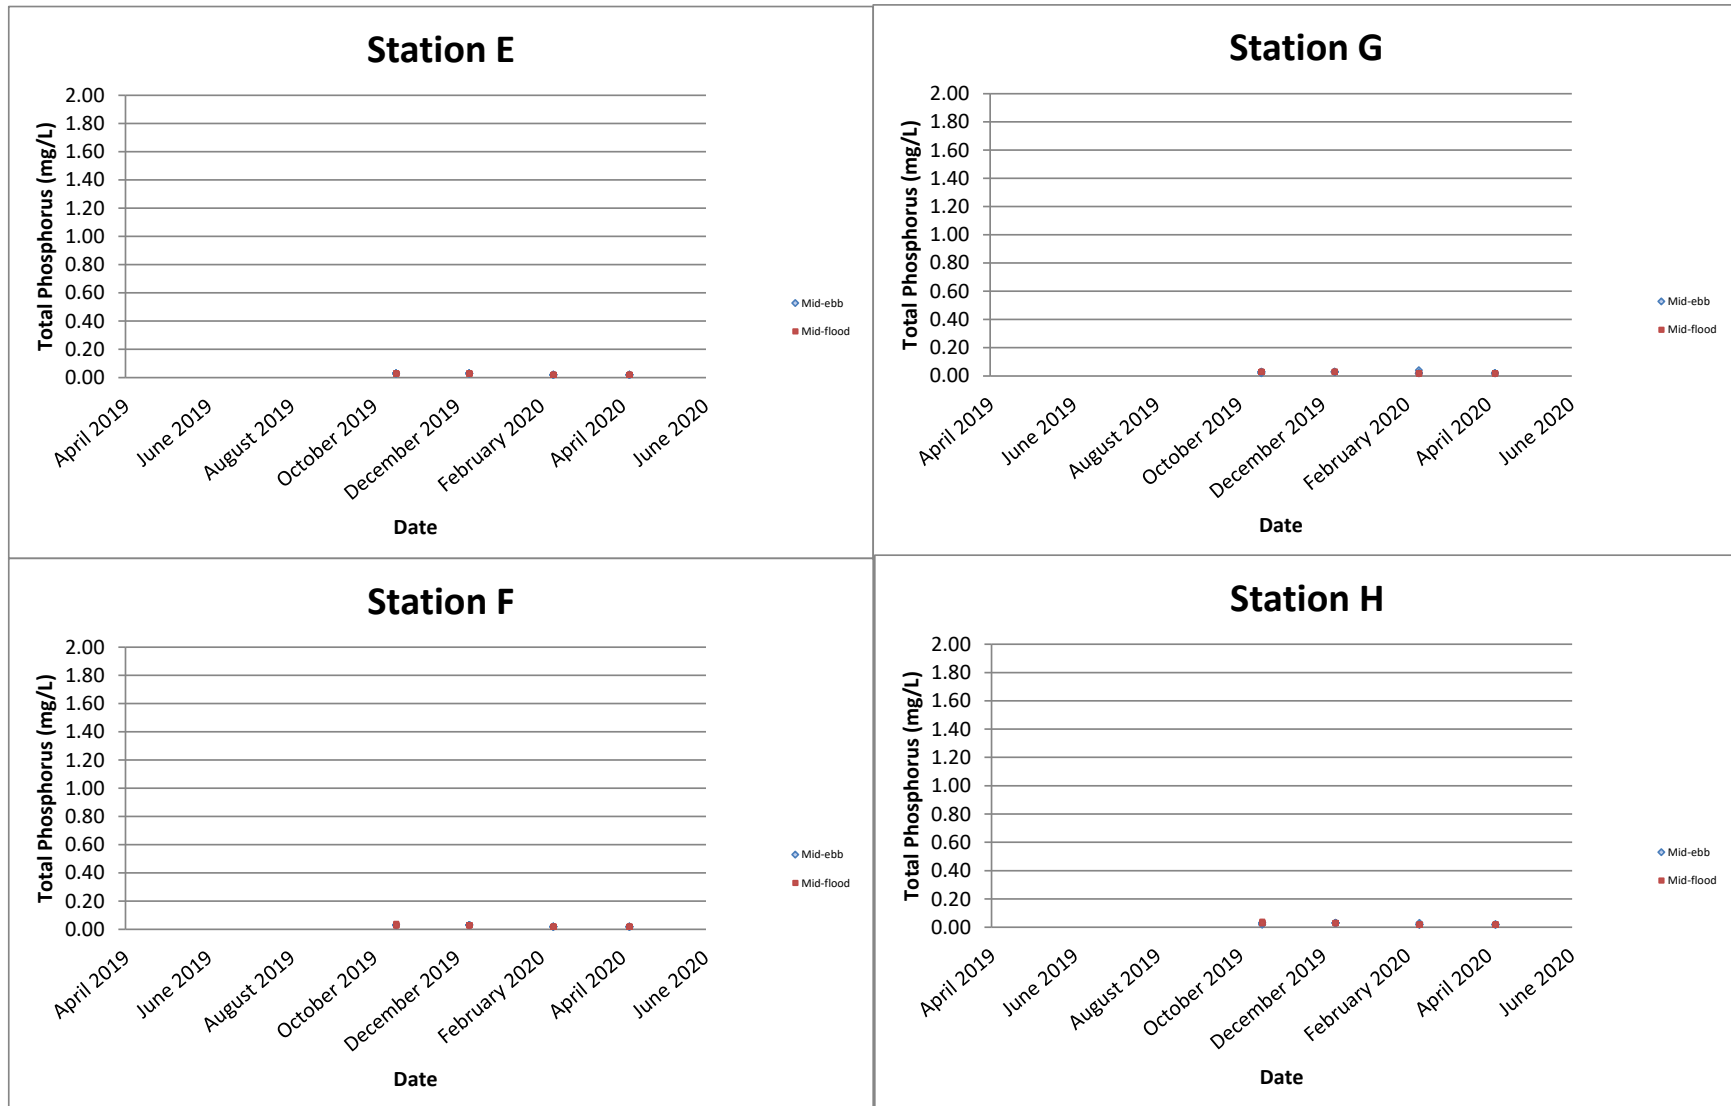 Station E
Total Phosphorus (mg/L)
2.00
1.80
1.60
1.40
1.20
1.00
0.80
0.60
0.40
0.20
0.00
April 2019
June 2019
August 2019
October 2019
December 2019
February 2020
April 2020
June 2020
Date
Mid-ebb
Mid-flood
Station G
Total Phosphorus (mg/L)
2.00
1.80
1.60
1.40
1.20
1.00
0.80
0.60
0.40
0.20
0.00
April 2019
June 2019
August 2019
October 2019
December 2019
February 2020
April 2020
June 2020
Date
Mid-ebb
Mid-flood
Station F
Total Phosphorus (mg/L)
2.00
1.80
1.60
1.40
1.20
1.00
0.80
0.60
0.40
0.20
0.00
April 2019
June 2019
August 2019
October 2019
December 2019
February 2020
April 2020
June 2020
Date
Mid-ebb
Mid-flood
Station H
Total Phosphorus (mg/L)
2.00
1.80
1.60
1.40
1.20
1.00
0.80
0.60
0.40
0.20
0.00
April 2019
June 2019
August 2019
October 2019
December 2019
February 2020
April 2020
June 2020
Date
Mid-ebb
Mid-flood